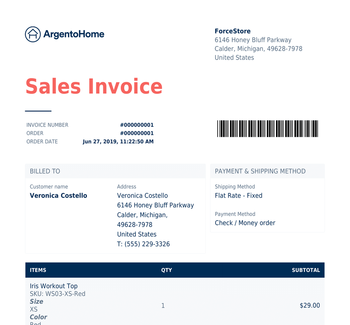 ArgentoHome
ForceStore
6146 Honey Bluff Parkway
Calder, Michigan, 49628-7978
United States
Sales Invoice
INVOICE NUMBER #000000001
ORDER #000000001
ORDER DATE Jun 27, 2019, 11:22:50 AM
BILLED TO
PAYMENT & SHIPPING METHOD
Customer name
Veronica Costello
Address
Veronica Costello
6146 Honey Bluff Parkway
Calder, Michigan,
49628-7978
United States
T: (555) 229-3326
Shipping Method
Flat Rate - Fixed
Payment Method
Check / Money order
ITEMS QTY SUBTOTAL
Iris Workout Top
SKU: WS03-XS-Red
Size
XS
Color
Red
1 $29.00